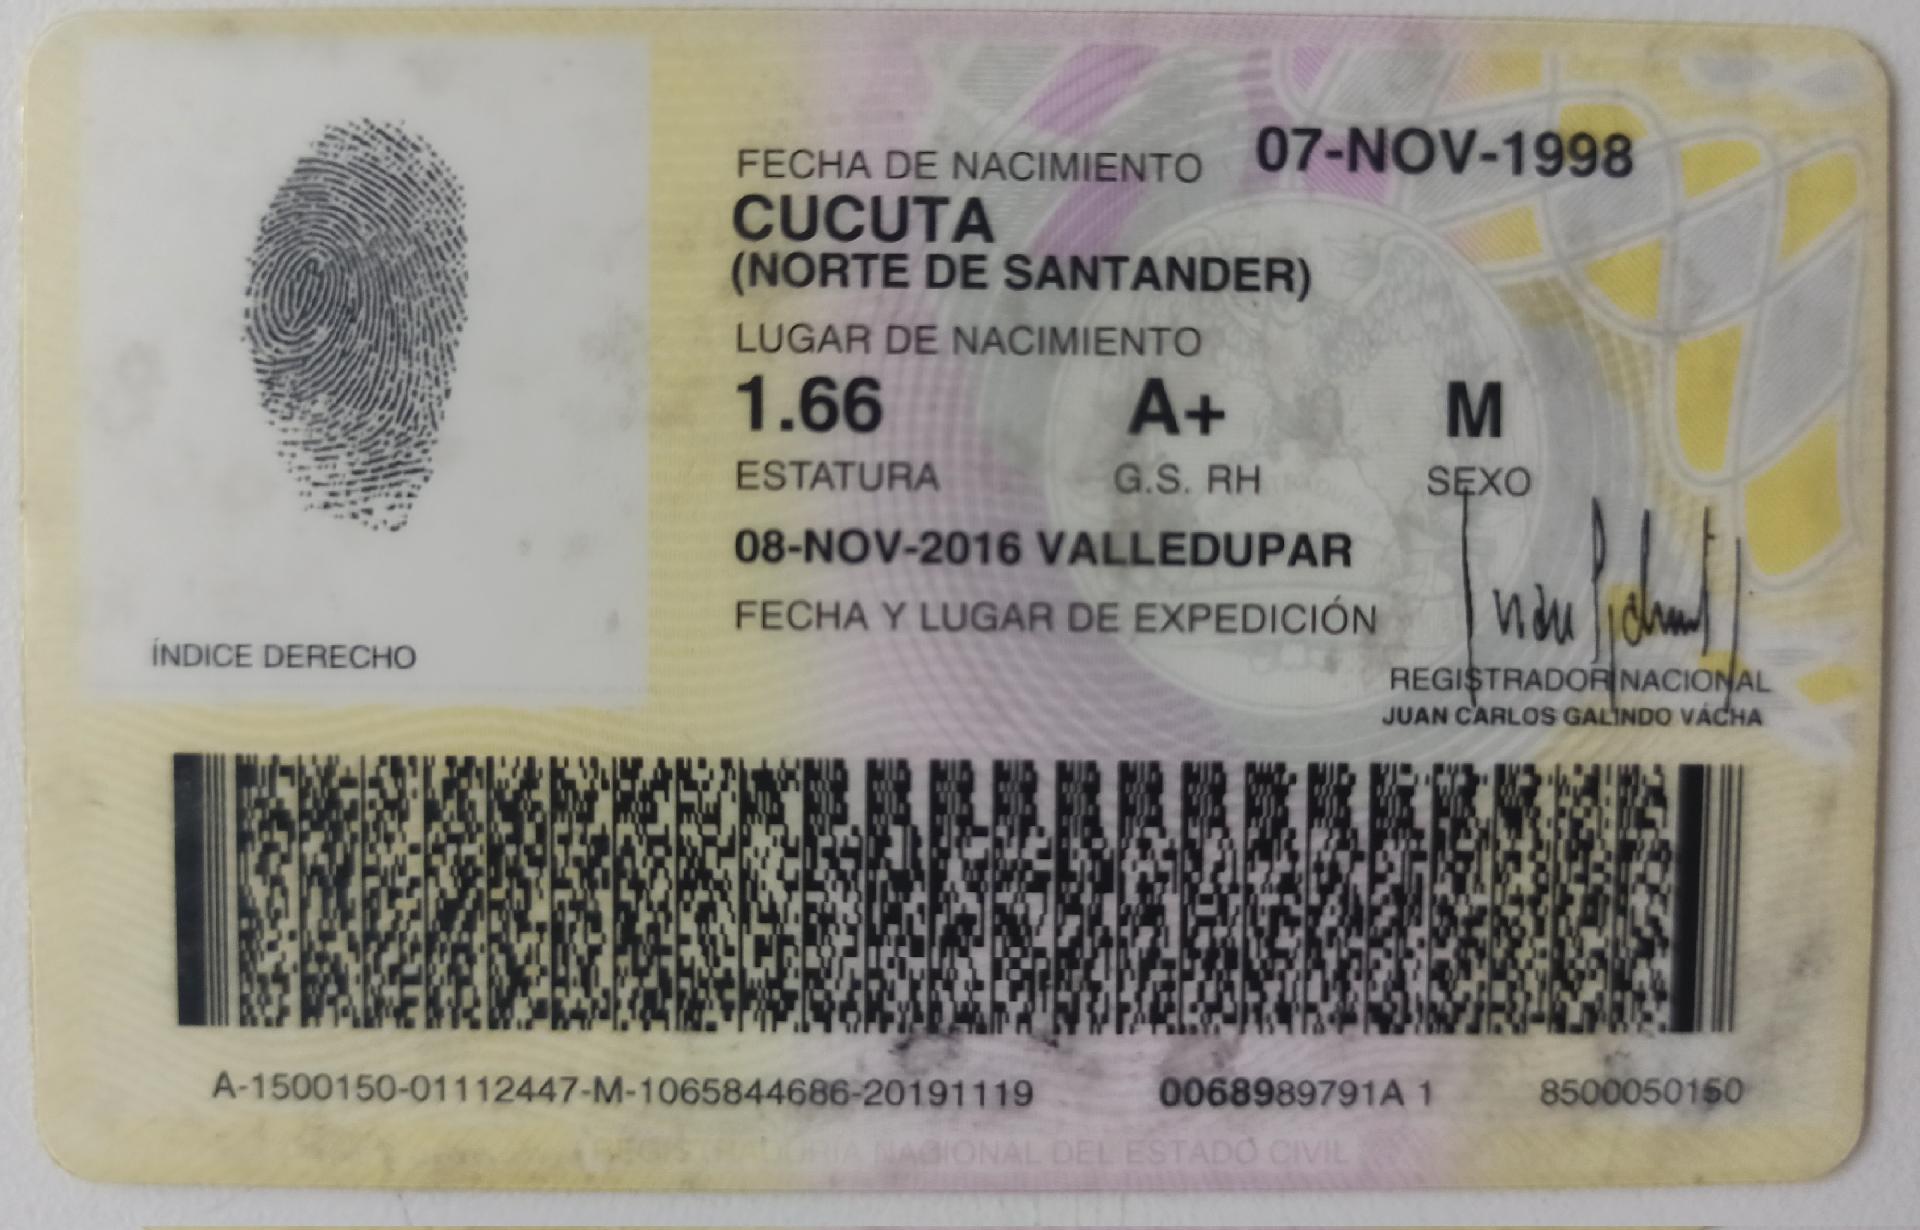 FECHA DE NACIMIENTO 07-NOV-1998
CUCUTA
(NORTE DE SANTANDER)
LUGAR DE NACIMIENTO
1.66 A+ M
ESTATURA G.S. RH SEXO
08-NOV-2016 VALLEDUPAR
FECHA Y LUGAR DE EXPEDICIÓN
ÍNDICE DERECHO
REGISTRADOR NACIONAL
JUAN CARLOS GALINDO VÁCHA
A-1500150-01112447-M-1065844686-20191119 0068989791A 1 8500050150
REGISTRADURIA NACIONAL DEL ESTADO CIVIL